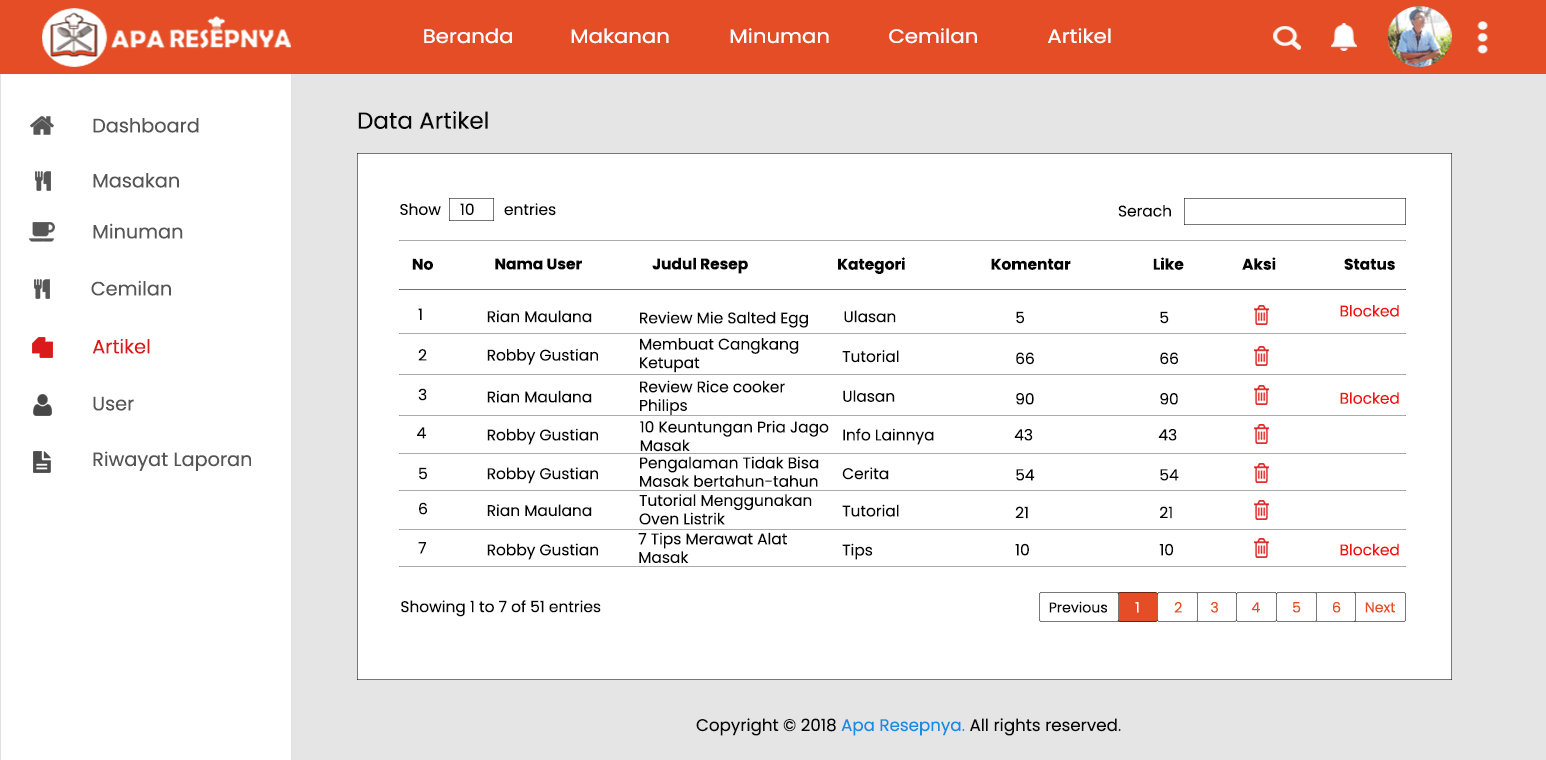 APA RESEPNYA
Beranda Makanan Minuman Cemilan Artikel
Dashboard
Masakan
Minuman
Cemilan
Artikel
User
Riwayat Laporan
Data Artikel
Show 10 entries
Serach
No Nama User Judul Resep Kategori Komentar Like Aksi Status
1 Rian Maulana Review Mie Salted Egg Ulasan 5 5 Blocked
2 Robby Gustian Membuat Cangkang Ketupat Tutorial 66 66
3 Rian Maulana Review Rice cooker Philips Ulasan 90 90 Blocked
4 Robby Gustian 10 Keuntungan Pria Jago Masak Info Lainnya 43 43
5 Robby Gustian Pengalaman Tidak Bisa Masak bertahun-tahun Cerita 54 54
6 Rian Maulana Tutorial Menggunakan Oven Listrik Tutorial 21 21
7 Robby Gustian 7 Tips Merawat Alat Masak Tips 10 10 Blocked
Showing 1 to 7 of 51 entries
Previous 1 2 3 4 5 6 Next
Copyright © 2018 Apa Resepnya. All rights reserved.